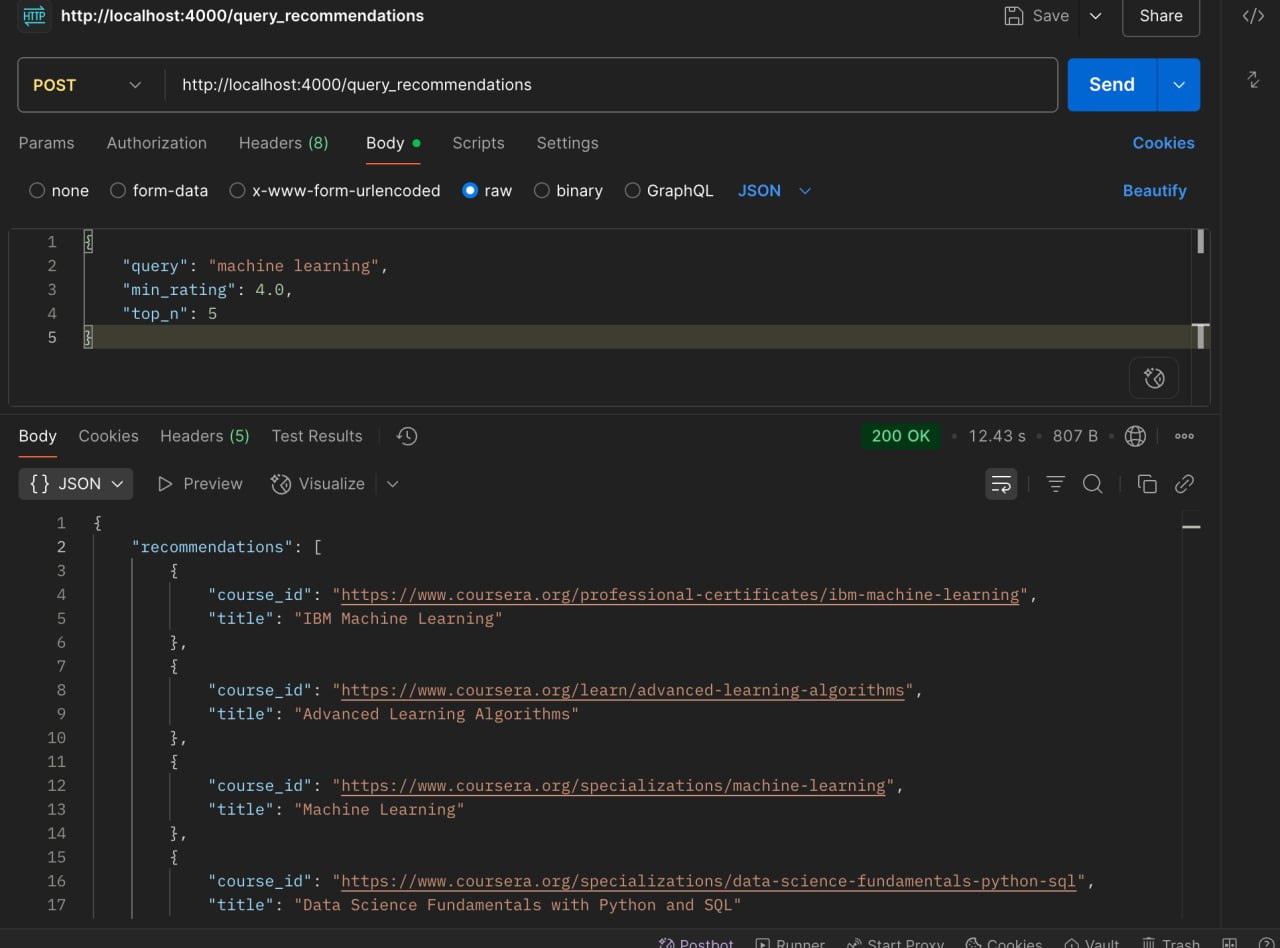 HTTP http://localhost:4000/query_recommendations Save Share </>
POST http://localhost:4000/query_recommendations Send
Params Authorization Headers (8) Body Scripts Settings Cookies
none form-data x-www-form-urlencoded raw binary GraphQL JSON Beautify
1 {
2 "query": "machine learning",
3 "min_rating": 4.0,
4 "top_n": 5
5 }
Body Cookies Headers (5) Test Results 200 OK • 12.43 s • 807 B •
{} JSON Preview Visualize
1 {
2 "recommendations": [
3 {
4 "course_id": "https://www.coursera.org/professional-certificates/ibm-machine-learning",
5 "title": "IBM Machine Learning"
6 },
7 {
8 "course_id": "https://www.coursera.org/learn/advanced-learning-algorithms",
9 "title": "Advanced Learning Algorithms"
10 },
11 {
12 "course_id": "https://www.coursera.org/specializations/machine-learning",
13 "title": "Machine Learning"
14 },
15 {
16 "course_id": "https://www.coursera.org/specializations/data-science-fundamentals-python-sql",
17 "title": "Data Science Fundamentals with Python and SQL"
Postbot Runner Start Proxy Cookies Vault Trash